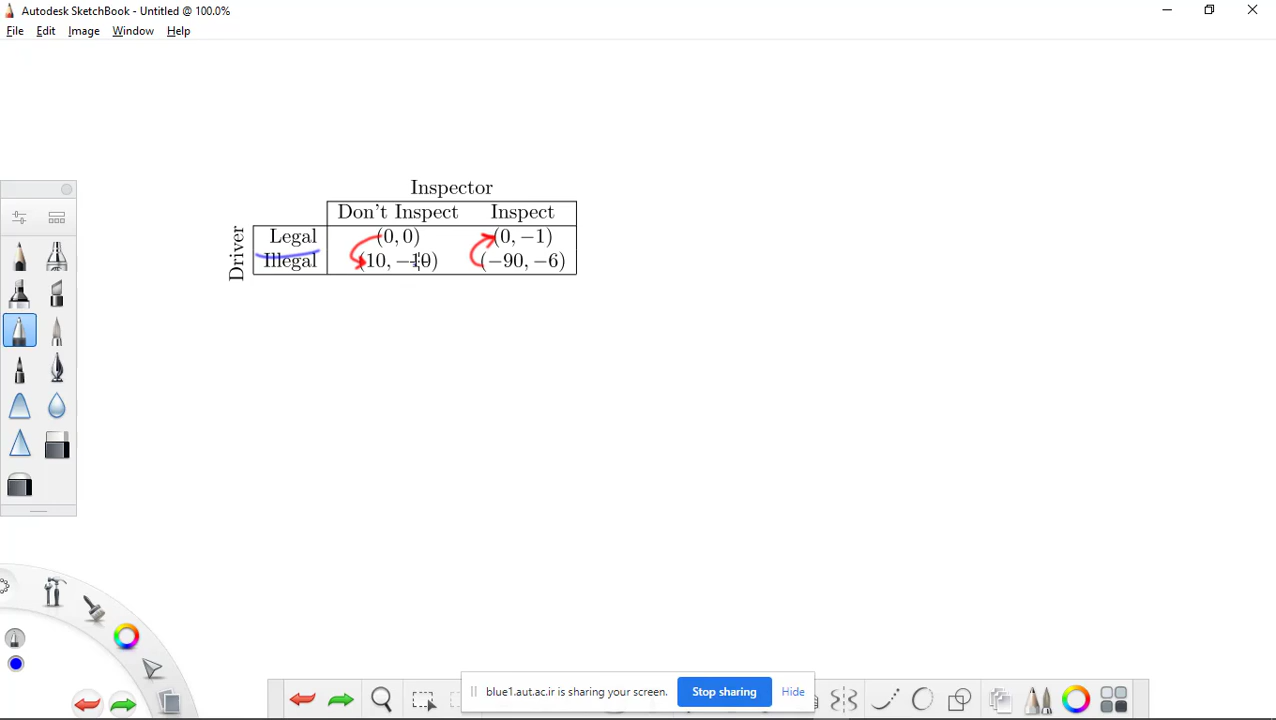 Autodesk SketchBook - Untitled @ 100.0%
File Edit Image Window Help
Inspector
Don't Inspect Inspect
Driver
Legal (0, 0) (0, −1)
Illegal (10, −10) (−90, −6)
blue1.aut.ac.ir is sharing your screen. Stop sharing Hide